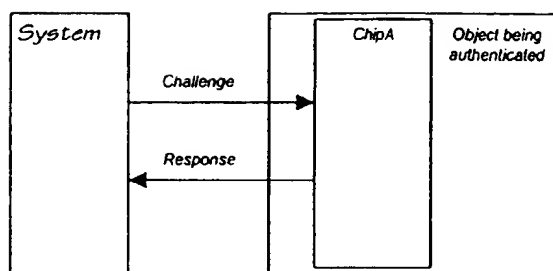 System
ChipA
Object being
authenticated
Challenge
Response